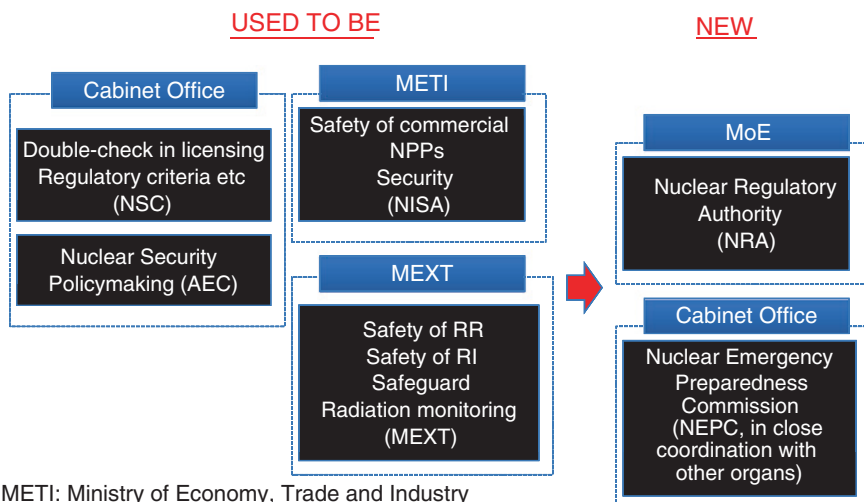 USED TO BE
Cabinet Office
Double-check in licensing
Regulatory criteria etc
(NSC)
Nuclear Security
Policymaking (AEC)
METI
Safety of commercial
NPPs
Security
(NISA)
MEXT
Safety of RR
Safety of RI
Safeguard
Radiation monitoring
(MEXT)
NEW
MoE
Nuclear Regulatory
Authority
(NRA)
Cabinet Office
Nuclear Emergency
Preparedness
Commission
(NEPC, in close
coordination with
other organs)
METI: Ministry of Economy, Trade and Industry